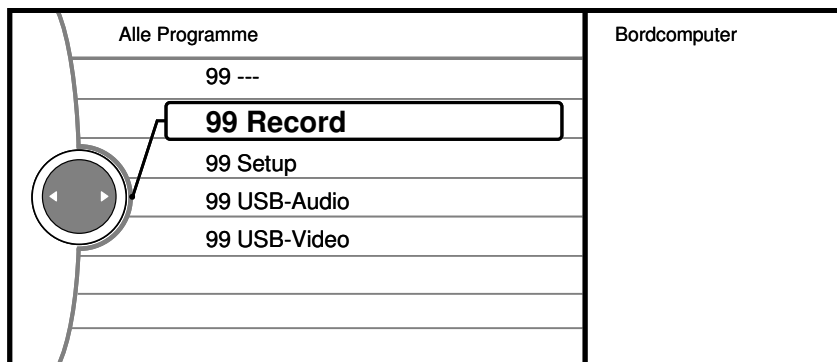 Alle Programme
99 ---
99 Record
99 Setup
99 USB-Audio
99 USB-Video
Bordcomputer